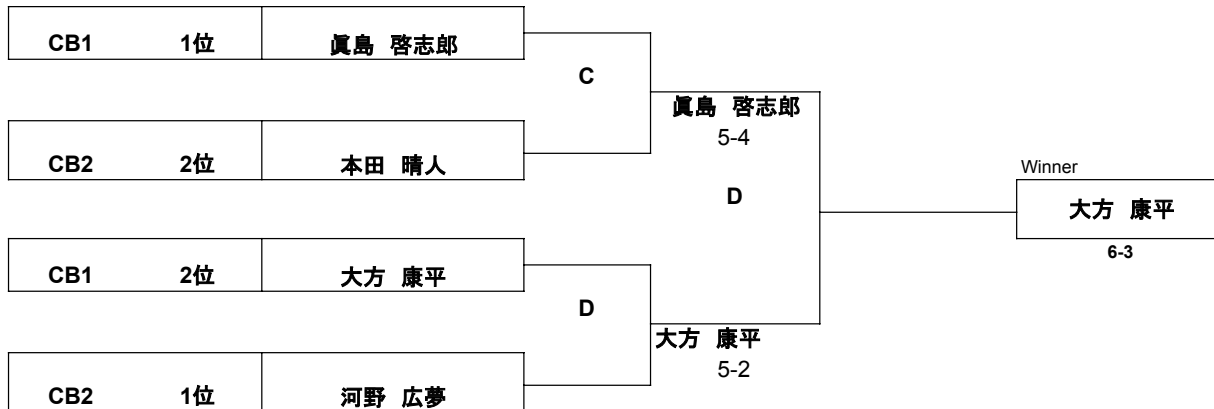 CB1 1位 眞島 啓志郎
C
眞島 啓志郎
5-4
CB2 2位 本田 晴人
Winner
D
大方 康平
6-3
CB1 2位 大方 康平
D
大方 康平
5-2
CB2 1位 河野 広夢